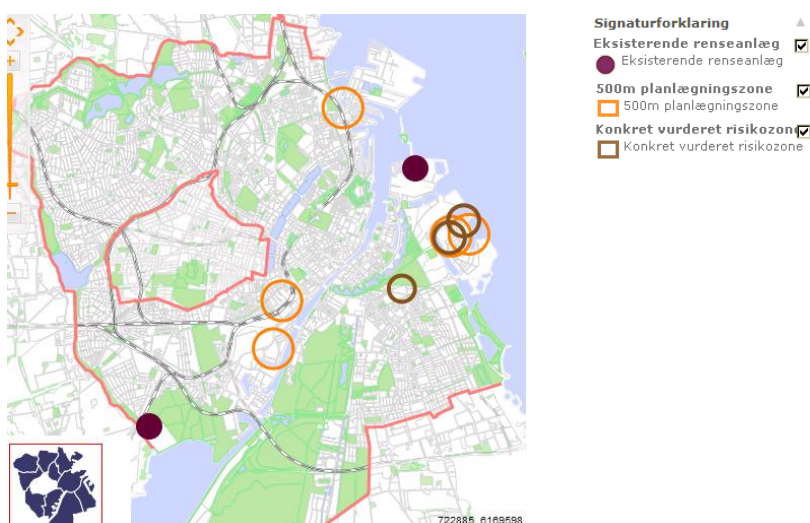 Signaturforklaring
Eksisterende renseanlæg
Eksisterende renseanlæg
500m planlægningszone
500m planlægningszone
Konkret vurderet risikozone
Konkret vurderet risikozone
722885, 6169598